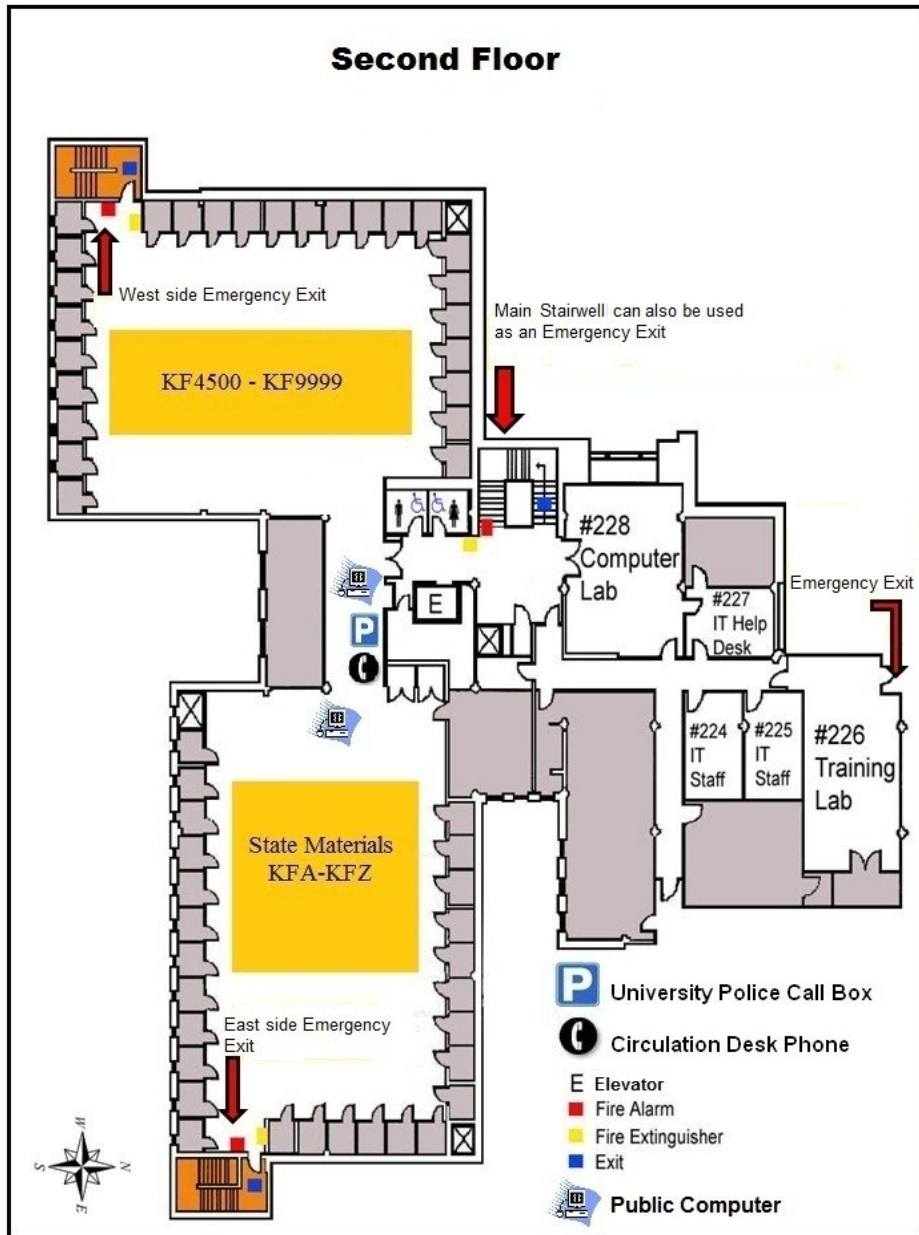 Second Floor
West side Emergency Exit
KF4500 - KF9999
Main Stairwell can also be used
as an Emergency Exit
#228
Computer
Lab
E
P
Emergency Exit
#227
IT Help
Desk
#224
IT
Staff
#225
IT
Staff
#226
Training
Lab
State Materials
KFA-KFZ
East side Emergency
Exit
P University Police Call Box
Circulation Desk Phone
E Elevator
Fire Alarm
Fire Extinguisher
Exit
Public Computer
W
S
N
E